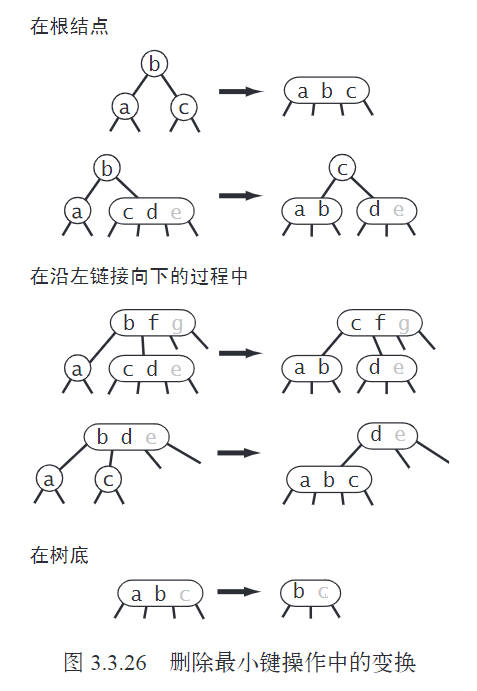 在根结点
b
a c
a b c
b
a c d e
c
a b d e
在沿左链接向下的过程中
b f g
a c d e
c f g
a b d e
b d e
a c
d e
a b c
在树底
a b c
b c
图 3.3.26 删除最小键操作中的变换